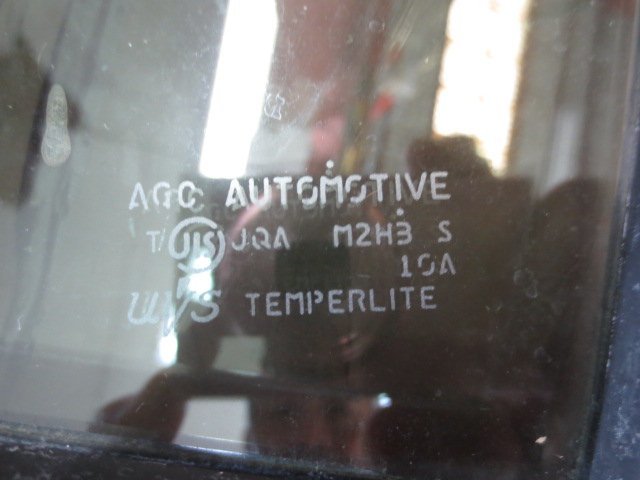 AGC AUTOMOTIVE
T/ JIS JQA M2H3 S
10A
UVS TEMPERLITE